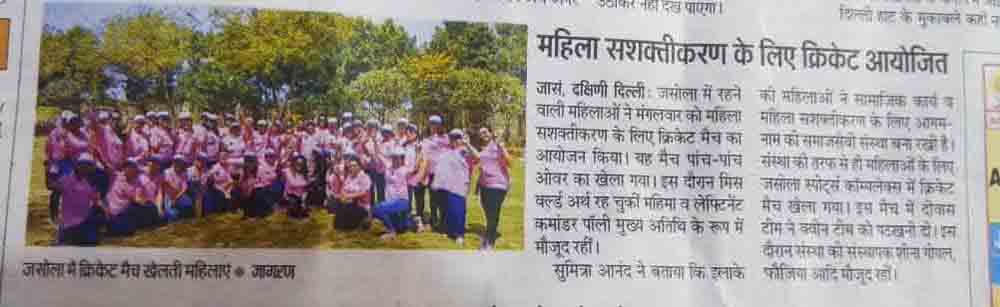 उठाकर नहीं देख पाएगा।
दिल्ली हाट के मुकाबले कहीं
महिला सशक्तीकरण के लिए क्रिकेट आयोजित
जासं, दक्षिणी दिल्ली: जसोला में रहने
वाली महिलाओं ने मंगलवार को महिला
सशक्तीकरण के लिए क्रिकेट मैच का
आयोजन किया। यह मैच पांच-पांच
ओवर का खेला गया। इस दौरान मिस
वर्ल्ड अर्थ रह चुकीं महिमा व लेफ्टिनेंट
कमांडर पॉली मुख्य अतिथि के रूप में
मौजूद रहीं।
सुमित्रा आनंद ने बताया कि इलाके
की महिलाओं ने सामाजिक कार्य व
महिला सशक्तीकरण के लिए आगमन
नाम की समाजसेवी संस्था बना रखी है।
संस्था की तरफ से ही महिलाओं के लिए
जसोला स्पोर्ट्स काम्पलेक्स में क्रिकेट
मैच खेला गया। इस मैच में दीवास
टीम ने क्वीन टीम को पटखनी दी। इस
दौरान संस्था की संस्थापक शीना गोयल,
फौजिया आदि मौजूद रहीं।
जसोला में क्रिकेट मैच खेलती महिलाएं ● जागरण